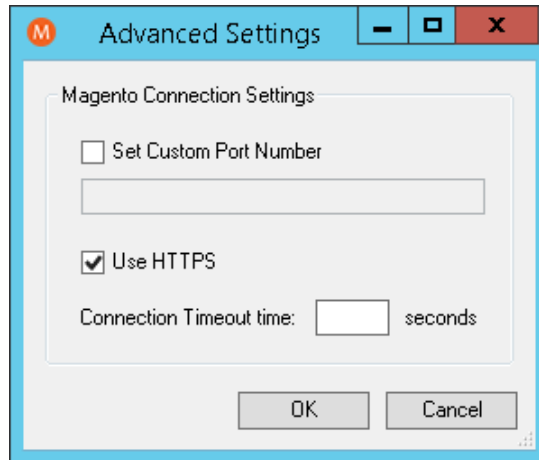 M Advanced Settings
Magento Connection Settings
Set Custom Port Number
Use HTTPS
Connection Timeout time: seconds
OK Cancel